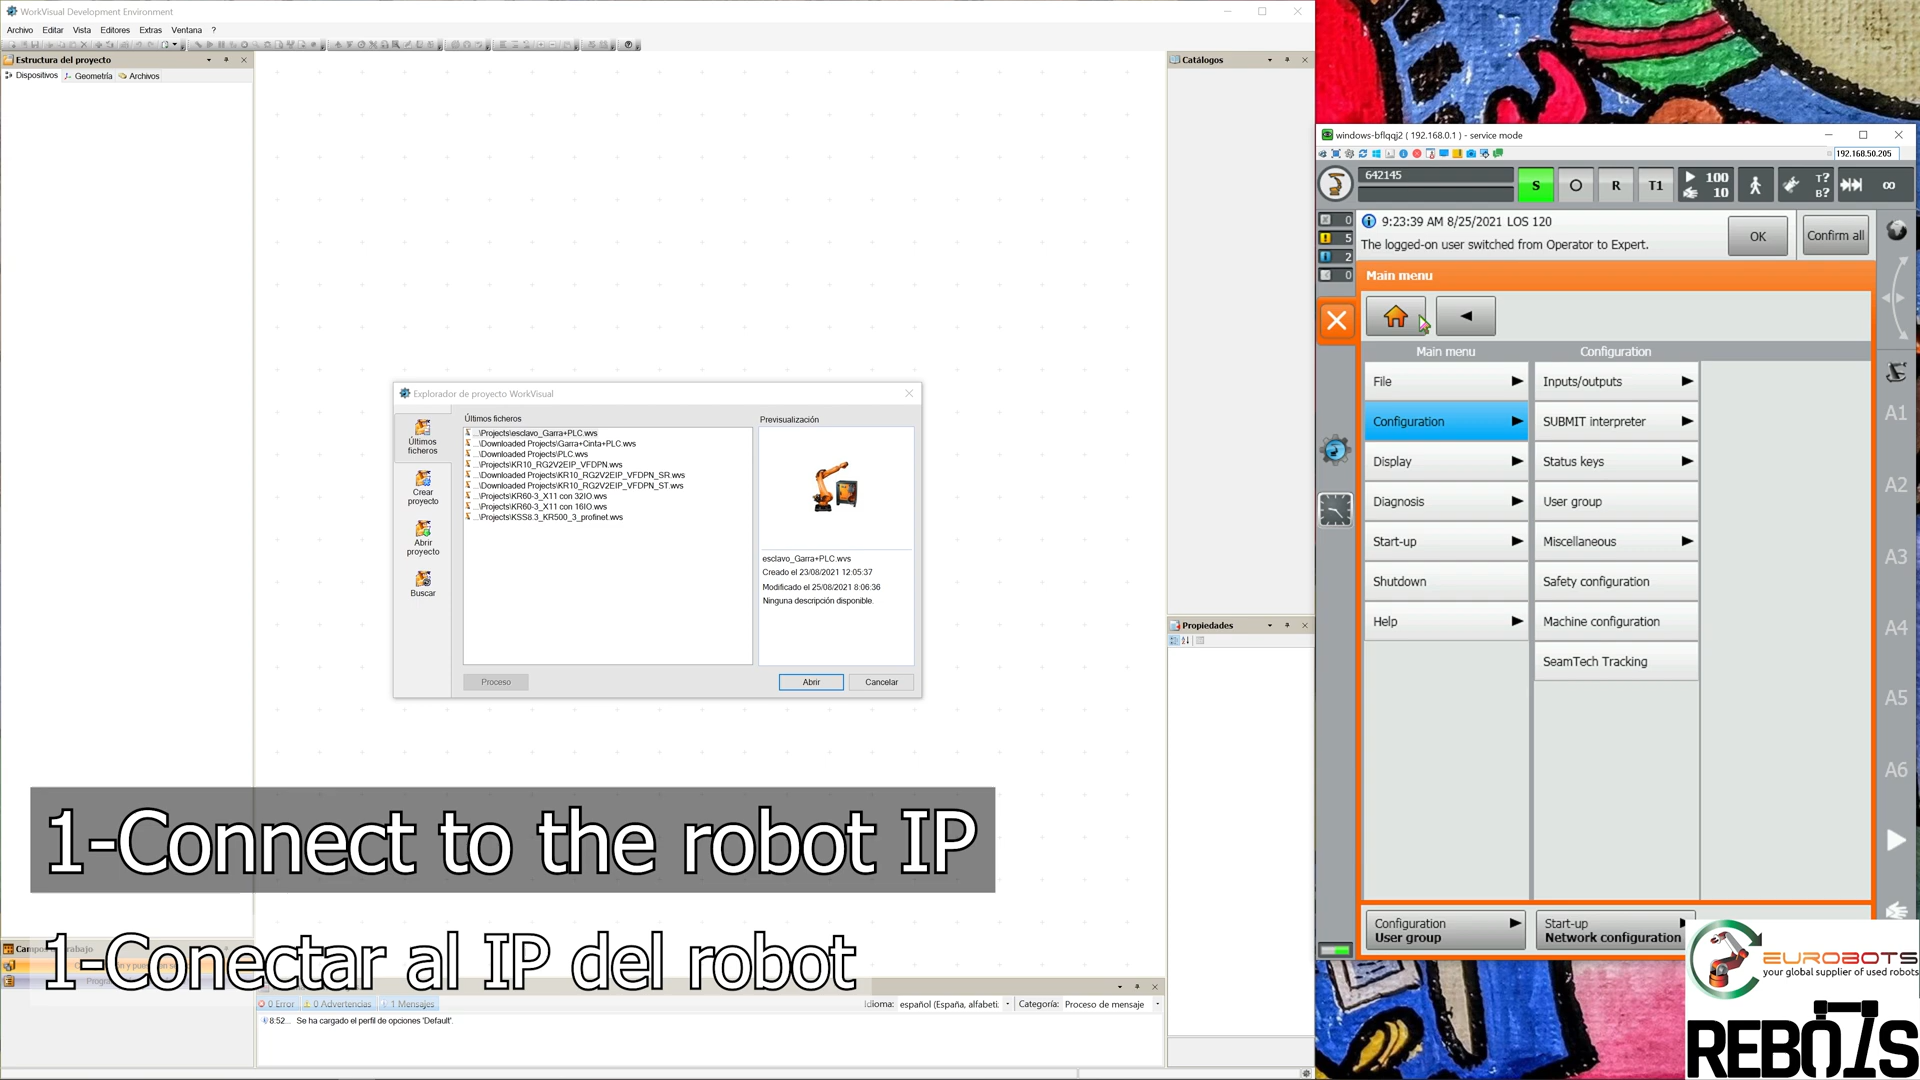 WorkVisual Development Environment
Archivo Editar Vista Editores Extras Ventana ?
Estructura del proyecto
Dispositivos Geometría Archivos
Explorador de proyecto WorkVisual
Últimos ficheros
Crear proyecto
Abrir proyecto
Buscar
Últimos ficheros
...\Projects\esclavo_Garra+PLC.wvs
...\Downloaded Projects\Garra+Cinta+PLC.wvs
...\Downloaded Projects\PLC.wvs
...\Projects\KR10_RG2V2EIP_VFDPN.wvs
...\Downloaded Projects\KR10_RG2V2EIP_VFDPN_SR.wvs
...\Downloaded Projects\KR10_RG2V2EIP_VFDPN_ST.wvs
...\Projects\KR60-3_X11 con 32IO.wvs
...\Projects\KR60-3_X11 con 16IO.wvs
...\Projects\KSS8.3_KR500_3_profinet.wvs
Previsualización
esclavo_Garra+PLC.wvs
Creado el 23/08/2021 12:05:37
Modificado el 25/08/2021 8:06:36
Ninguna descripción disponible.
Proceso
Abrir
Cancelar
Catálogos
Propiedades
1-Connect to the robot IP
1-Conectar al IP del robot
0 Error 0 Advertencias 1 Mensajes
Idioma: español (España, alfabeti. Categoría: Proceso de mensaje
8:52... Se ha cargado el perfil de opciones 'Default'.
windows-bflqqj2 ( 192.168.0.1 ) - service mode
192.168.50.205
642145
S O R T1 100 10 T? B? ∞
0
5
2
0
9:23:39 AM 8/25/2021 LOS 120
The logged-on user switched from Operator to Expert.
OK
Confirm all
Main menu
Main menu
File
Configuration
Display
Diagnosis
Start-up
Shutdown
Help
Configuration
Inputs/outputs
SUBMIT interpreter
Status keys
User group
Miscellaneous
Safety configuration
Machine configuration
SeamTech Tracking
A1
A2
A3
A4
A5
A6
Configuration
User group
Start-up
Network configuration
EUROBOTS
your global supplier of used robots
REBOTS